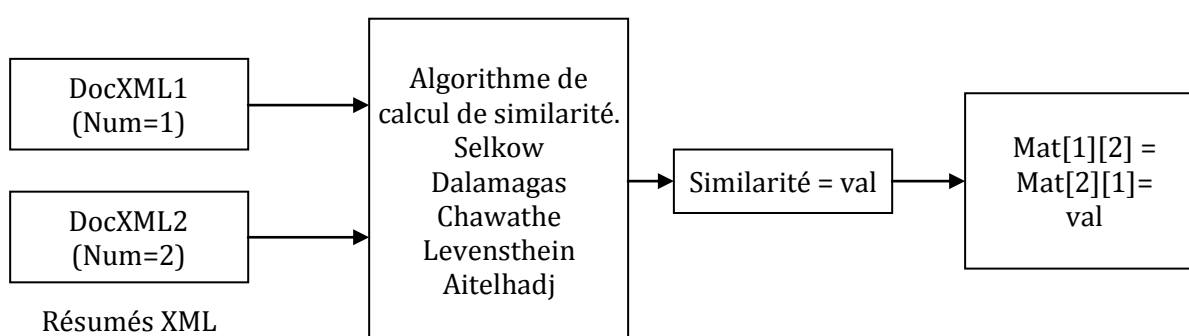 DocXML1
(Num=1)
DocXML2
(Num=2)
Résumés XML
Algorithme de
calcul de similarité.
Selkow
Dalamagas
Chawathe
Levensthein
Aitelhadj
Similarité = val
Mat[1][2] =
Mat[2][1]=
val